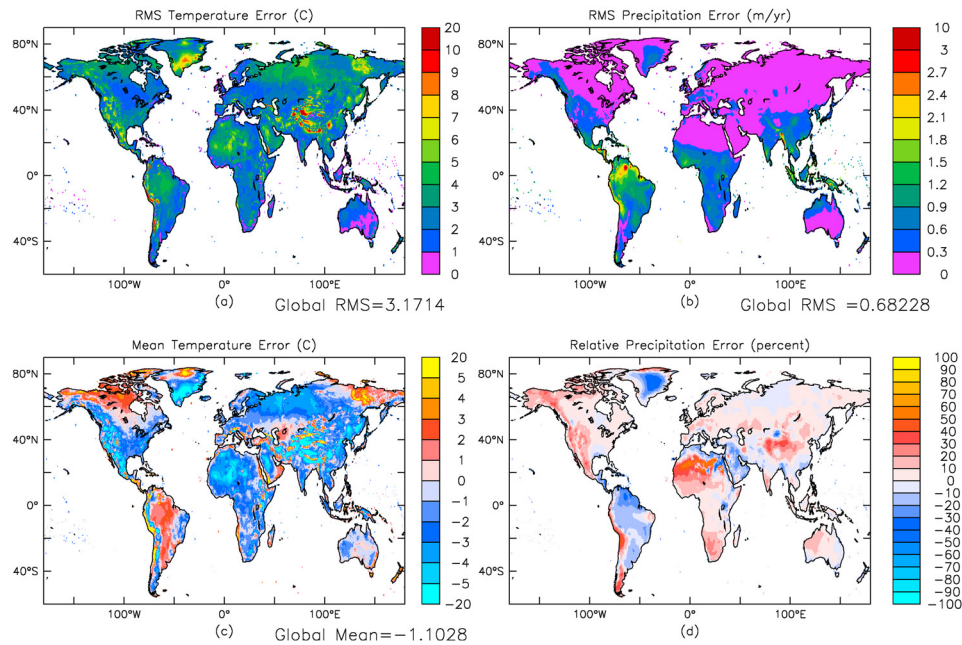 RMS Temperature Error (C)
80°N
40°N
0°
40°S
100°W
0°
100°E
20
10
9
8
7
6
5
4
3
2
1
0
(a)
Global RMS=3.1714
RMS Precipitation Error (m/yr)
80°N
40°N
0°
40°S
100°W
0°
100°E
10
3
2.7
2.4
2.1
1.8
1.5
1.2
0.9
0.6
0.3
0
(b)
Global RMS =0.68228
Mean Temperature Error (C)
80°N
40°N
0°
40°S
100°W
0°
100°E
20
5
4
3
2
1
0
−1
−2
−3
−4
−5
−20
(c)
Global Mean=−1.1028
Relative Precipitation Error (percent)
80°N
40°N
0°
40°S
100°W
0°
100°E
100
90
80
70
60
50
40
30
20
10
0
−10
−20
−30
−40
−50
−60
−70
−80
−90
−100
(d)